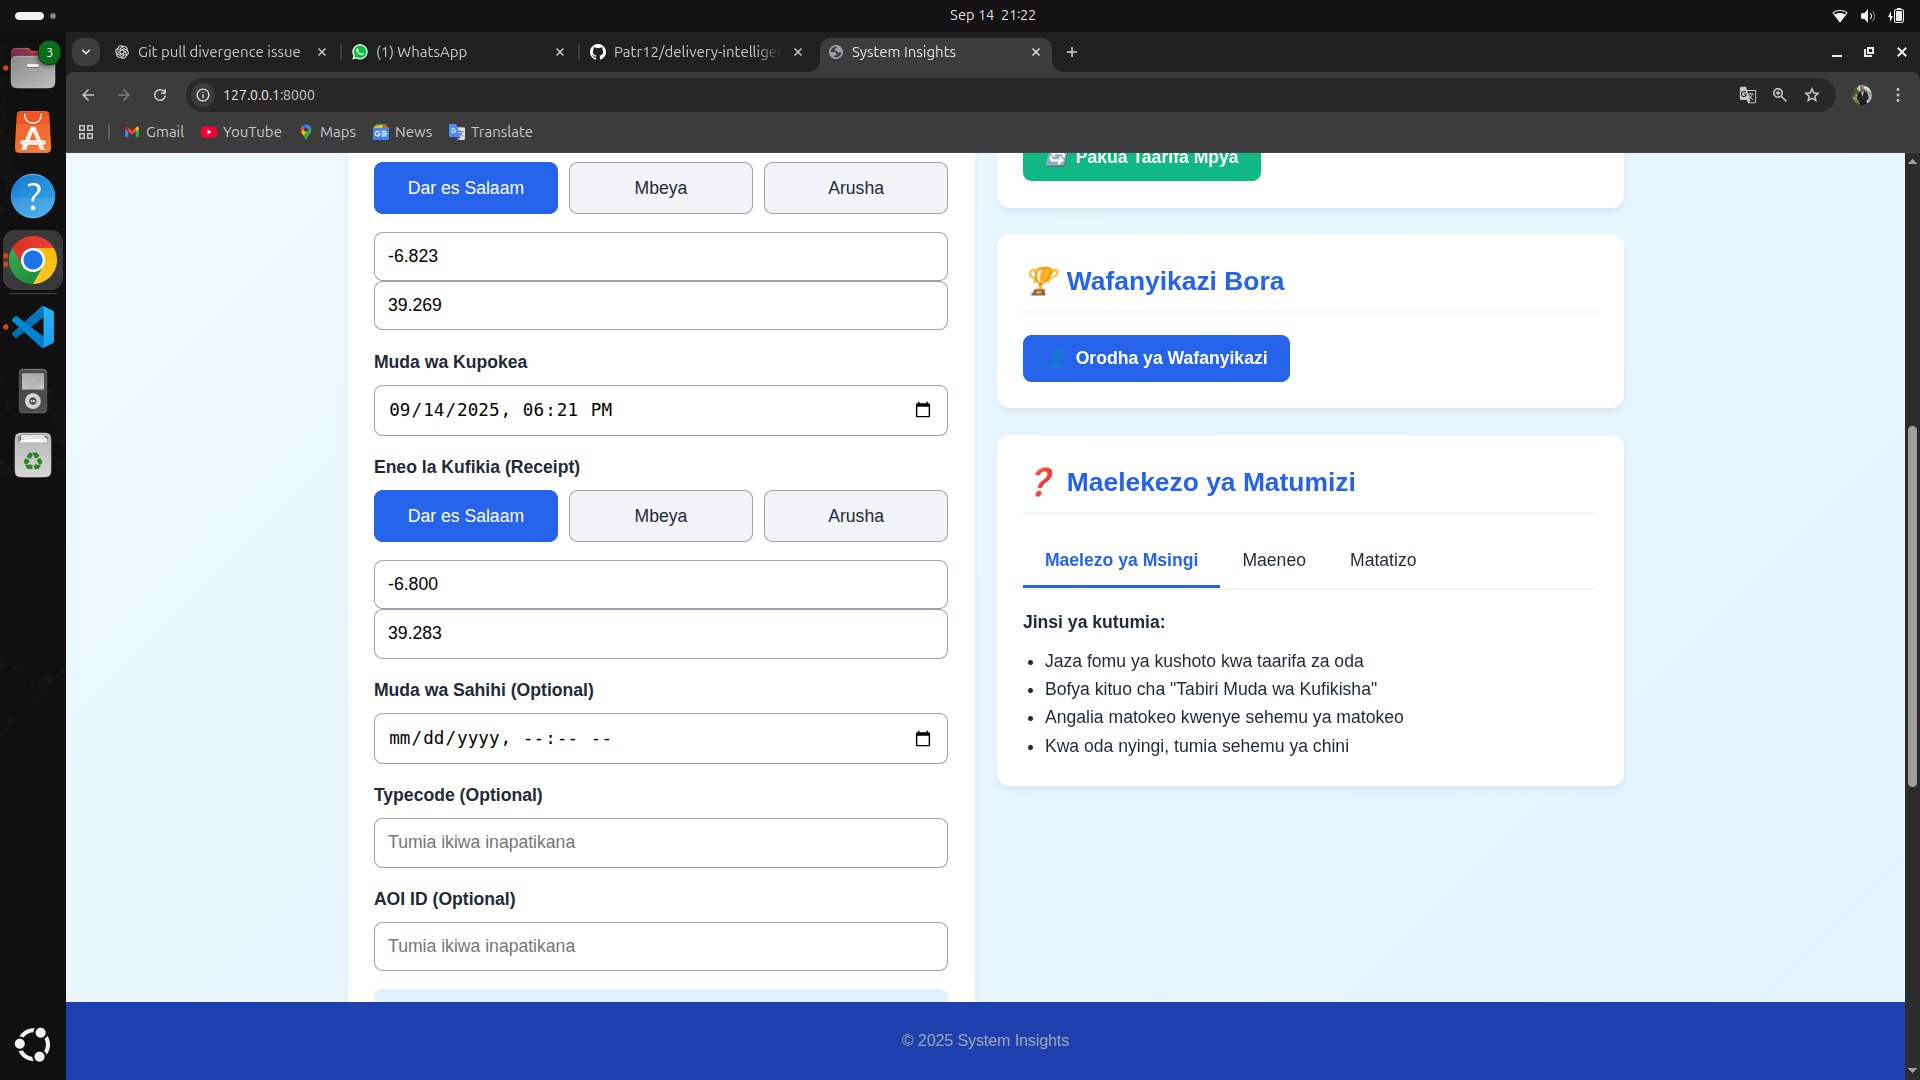 Sep 14 21:22
3
Git pull divergence issue
(1) WhatsApp
Patr12/delivery-intellige
System Insights
127.0.0.1:8000
Gmail
YouTube
Maps
News
Translate
Dar es Salaam
Mbeya
Arusha
-6.823
39.269
Muda wa Kupokea
09/14/2025, 06:21 PM
Eneo la Kufikia (Receipt)
Dar es Salaam
Mbeya
Arusha
-6.800
39.283
Muda wa Sahihi (Optional)
mm/dd/yyyy, --:-- --
Typecode (Optional)
Tumia ikiwa inapatikana
AOI ID (Optional)
Tumia ikiwa inapatikana
Pakua Taarifa Mpya
🏆 Wafanyikazi Bora
👤 Orodha ya Wafanyikazi
❓ Maelekezo ya Matumizi
Maelezo ya Msingi
Maeneo
Matatizo
Jinsi ya kutumia:
• Jaza fomu ya kushoto kwa taarifa za oda
• Bofya kituo cha "Tabiri Muda wa Kufikisha"
• Angalia matokeo kwenye sehemu ya matokeo
• Kwa oda nyingi, tumia sehemu ya chini
© 2025 System Insights